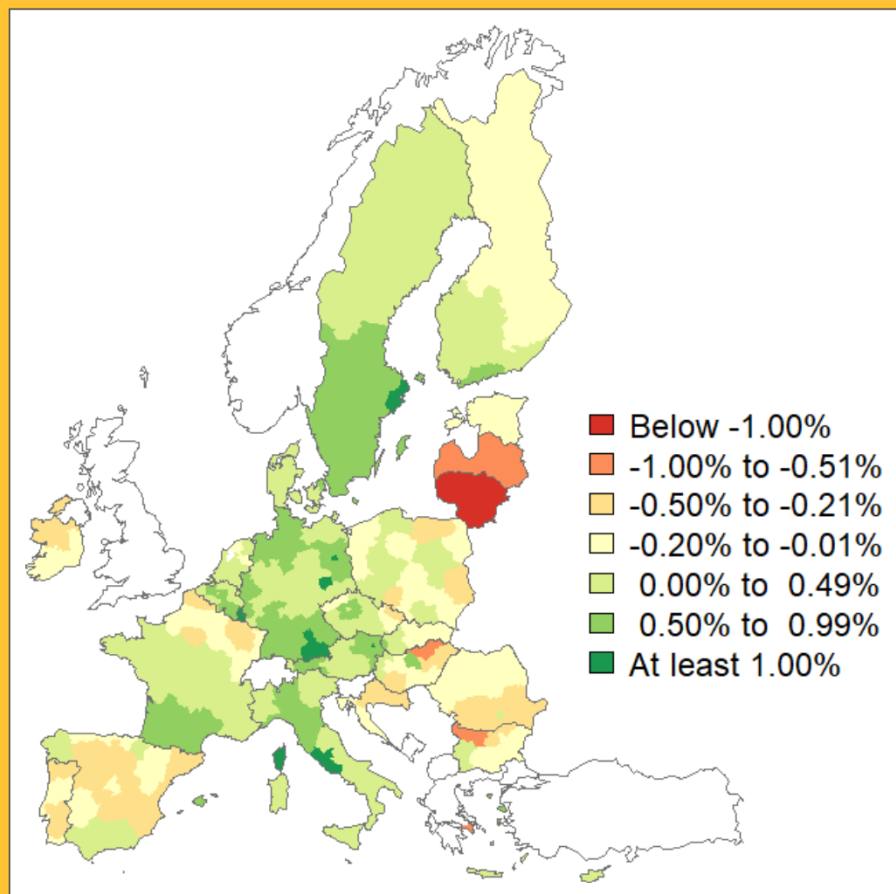 Below -1.00%
-1.00% to -0.51%
-0.50% to -0.21%
-0.20% to -0.01%
0.00% to 0.49%
0.50% to 0.99%
At least 1.00%